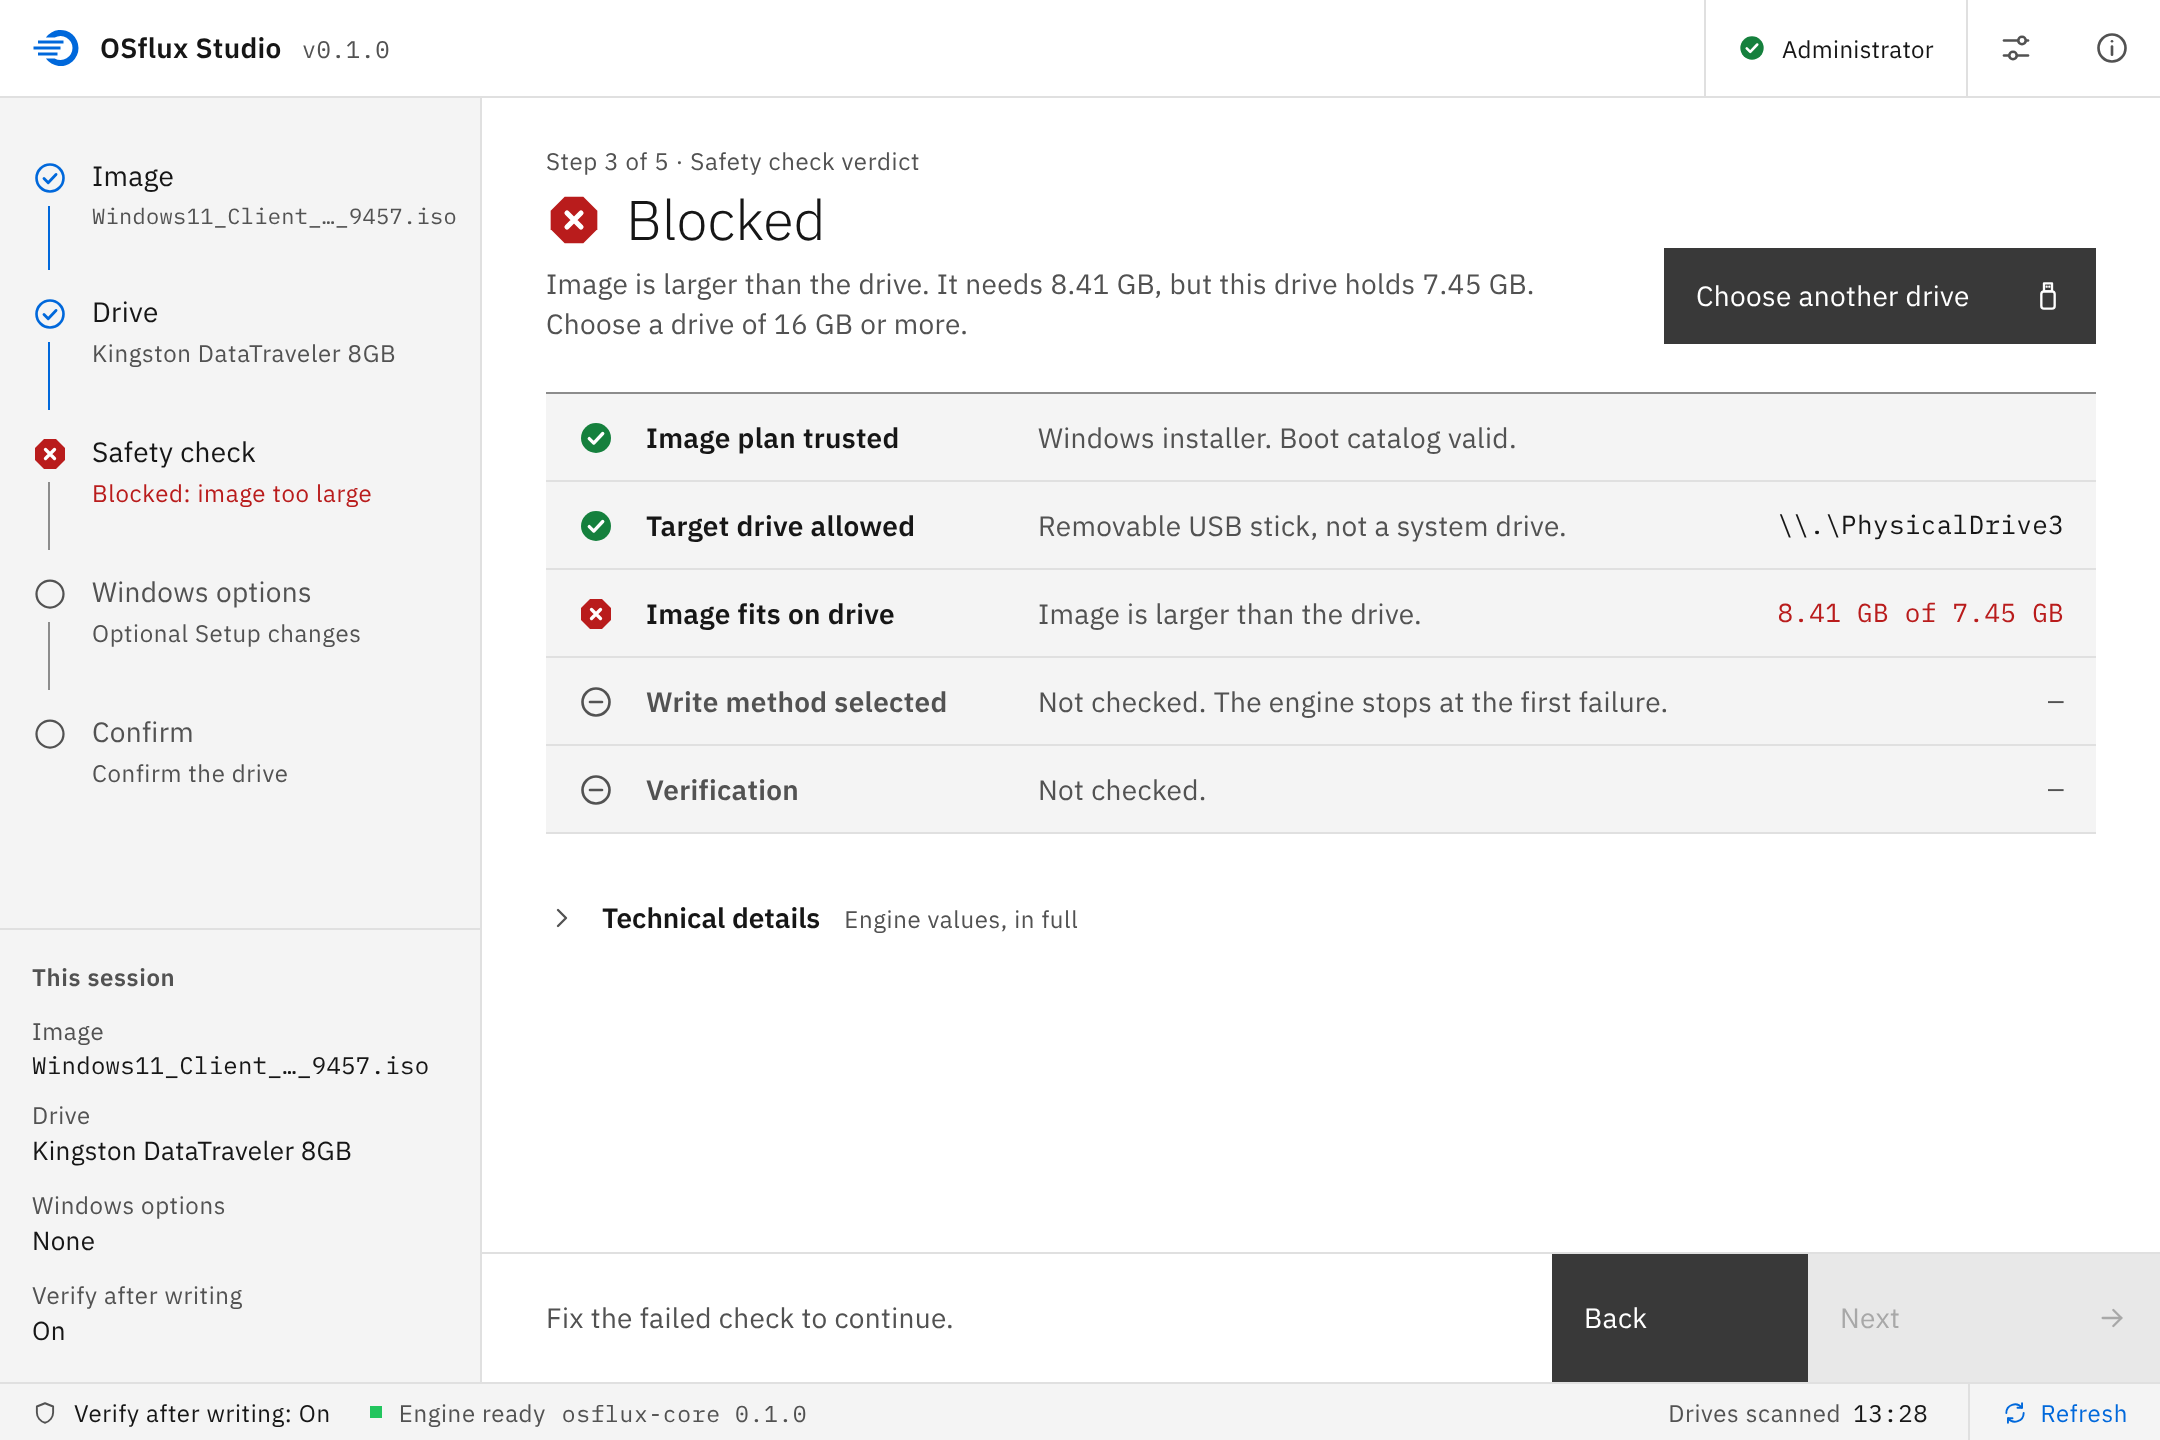 OSflux Studio v0.1.0
Administrator
Image
Windows11_Client_…_9457.iso
Drive
Kingston DataTraveler 8GB
Safety check
Blocked: image too large
Windows options
Optional Setup changes
Confirm
Confirm the drive
This session
Image
Windows11_Client_…_9457.iso
Drive
Kingston DataTraveler 8GB
Windows options
None
Verify after writing
On
Step 3 of 5 · Safety check verdict
Blocked
Image is larger than the drive. It needs 8.41 GB, but this drive holds 7.45 GB.
Choose a drive of 16 GB or more.
Choose another drive
Image plan trusted Windows installer. Boot catalog valid.
Target drive allowed Removable USB stick, not a system drive. \\.\PhysicalDrive3
Image fits on drive Image is larger than the drive. 8.41 GB of 7.45 GB
Write method selected Not checked. The engine stops at the first failure. —
Verification Not checked. —
Technical details Engine values, in full
Fix the failed check to continue.
Back
Next
Verify after writing: On
Engine ready osflux-core 0.1.0
Drives scanned 13:28
Refresh